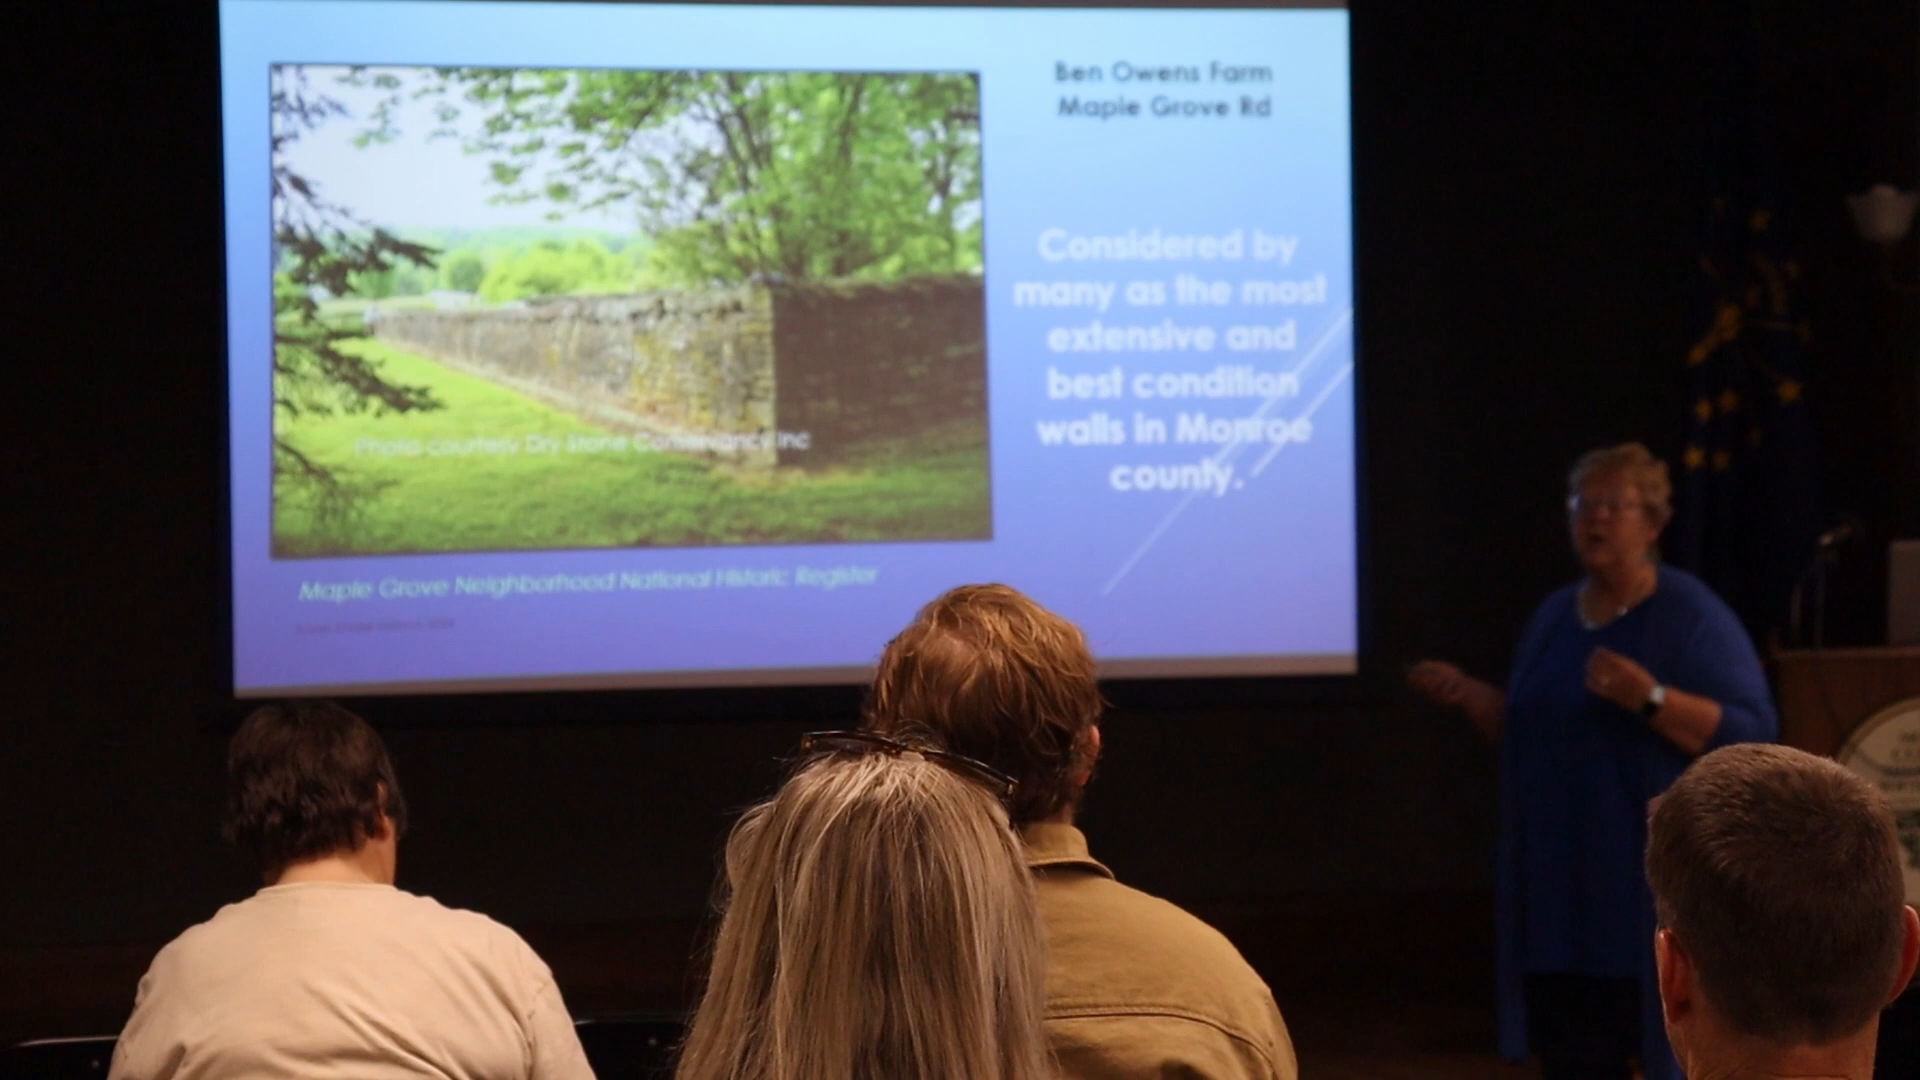 Ben Owens Farm
Maple Grove Rd
Considered by
many as the most
extensive and
best condition
walls in Monroe
county.
Photo courtesy Dry Stone Conservancy Inc
Maple Grove Neighborhood National Historic Register